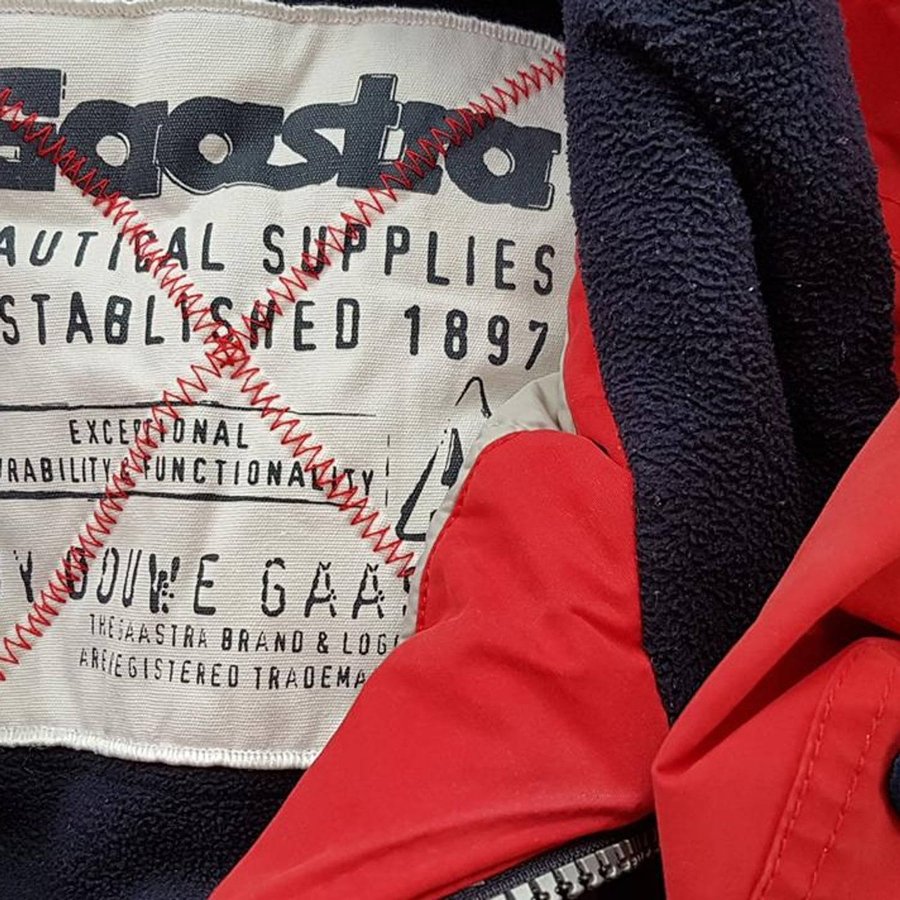 Gaastra
AUTICAL SUPPLIES
STABLISHED 1897
EXCEPTIONAL
URABILITY & FUNCTIONALITY
Y DOUWE GAAS
THE GAASTRA BRAND & LOG
ARE REGISTERED TRADEMA